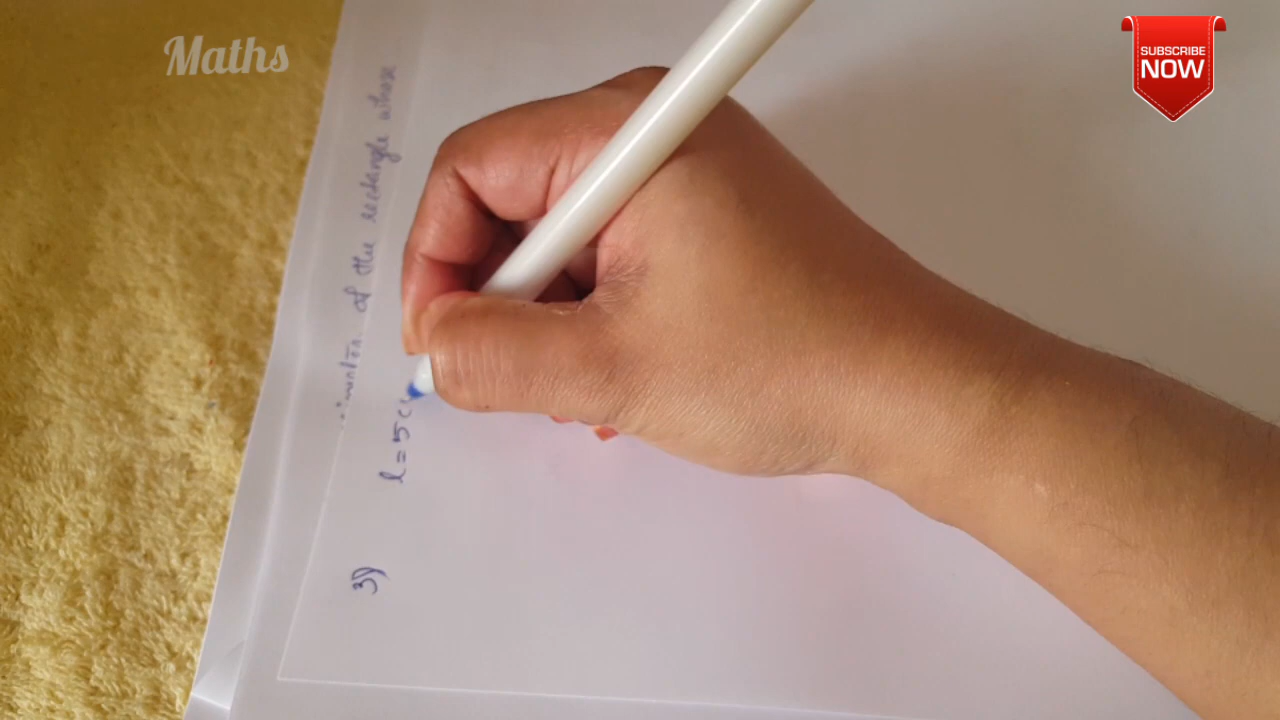 Maths
SUBSCRIBE
NOW
of the rectangle whose
3) l = 5 c